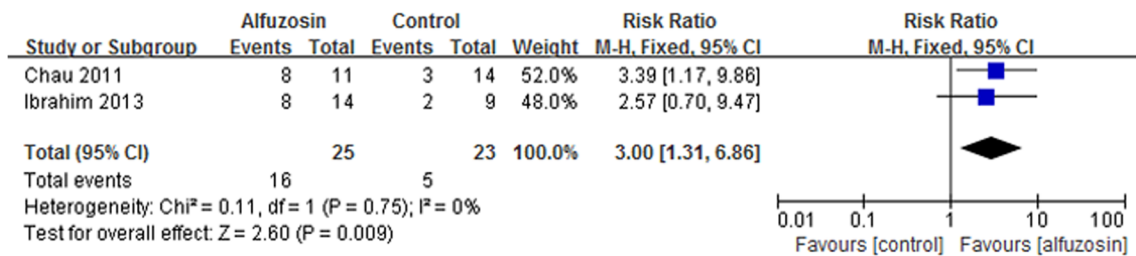 Alfuzosin Control Risk Ratio Risk Ratio
Study or Subgroup Events Total Events Total Weight M-H, Fixed, 95% CI M-H, Fixed, 95% CI
Chau 2011 8 11 3 14 52.0% 3.39 [1.17, 9.86]
Ibrahim 2013 8 14 2 9 48.0% 2.57 [0.70, 9.47]
Total (95% CI) 25 23 100.0% 3.00 [1.31, 6.86]
Total events 16 5
Heterogeneity: Chi² = 0.11, df = 1 (P = 0.75); I² = 0%
Test for overall effect: Z = 2.60 (P = 0.009)
0.01 0.1 1 10 100
Favours [control] Favours [alfuzosin]